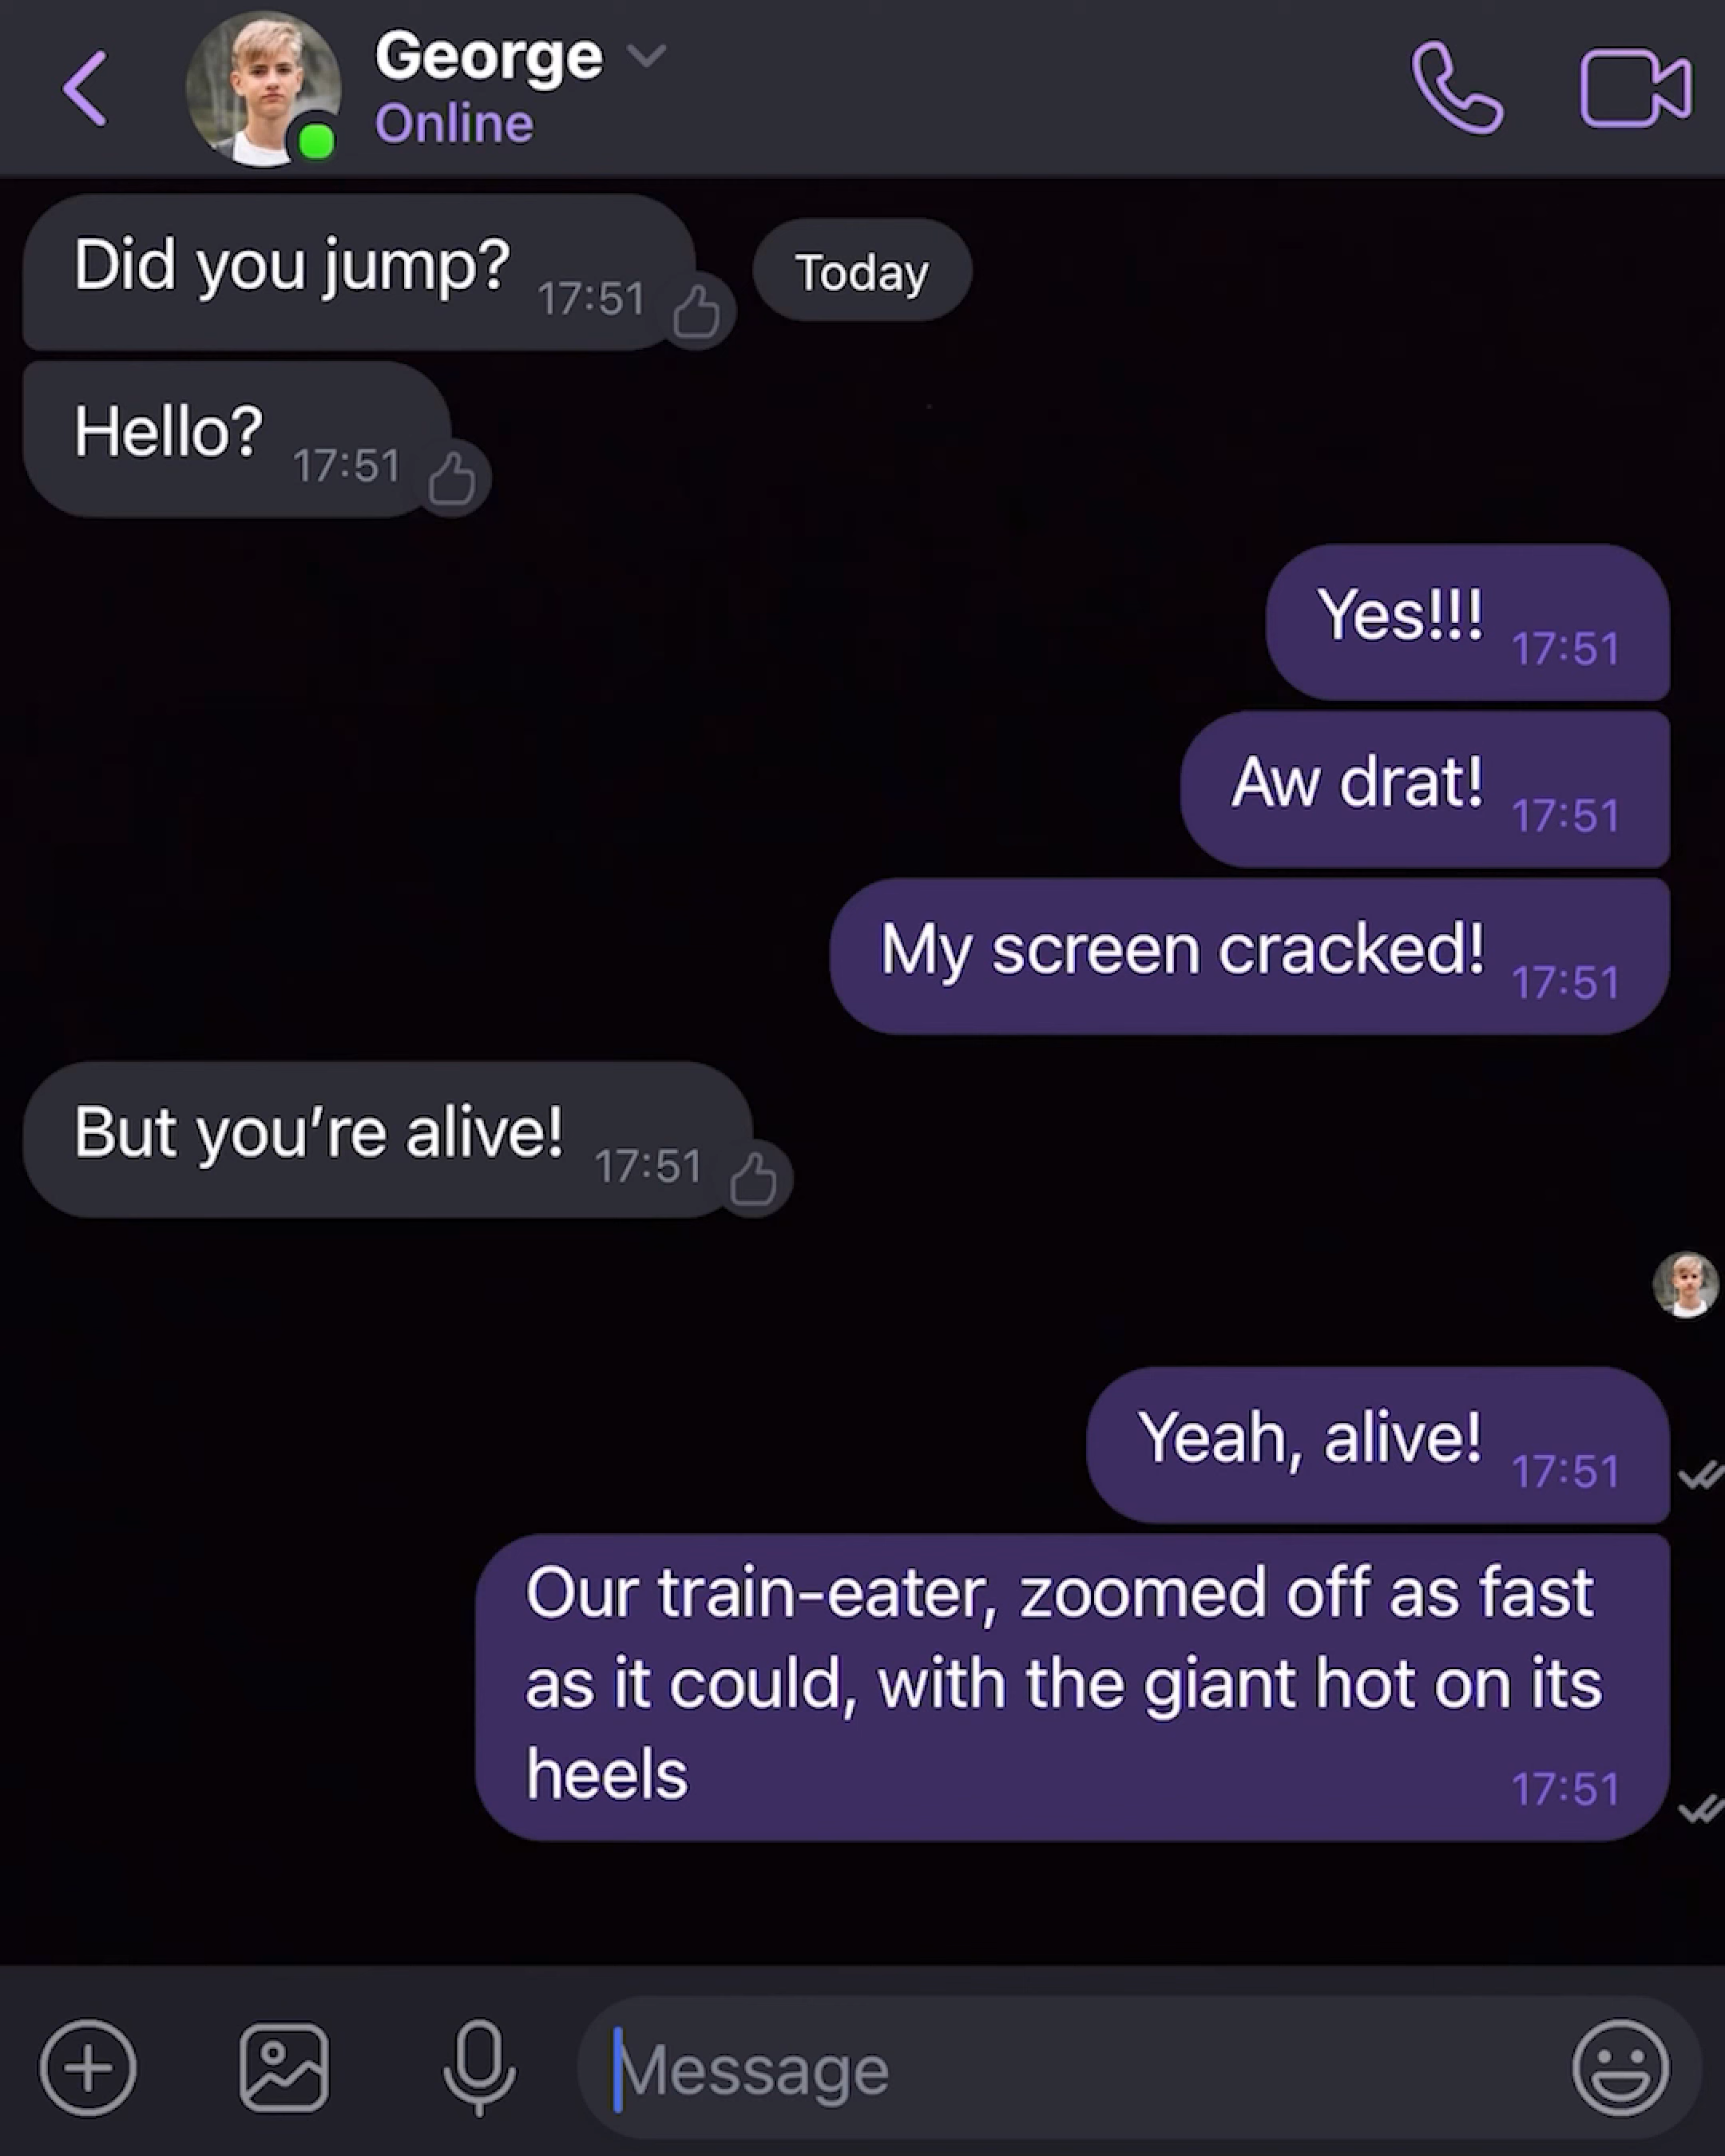 George
Online
Did you jump? 17:51
Today
Hello? 17:51
Yes!!! 17:51
Aw drat! 17:51
My screen cracked! 17:51
But you’re alive! 17:51
Yeah, alive! 17:51
Our train-eater, zoomed off as fast
as it could, with the giant hot on its
heels 17:51
Message